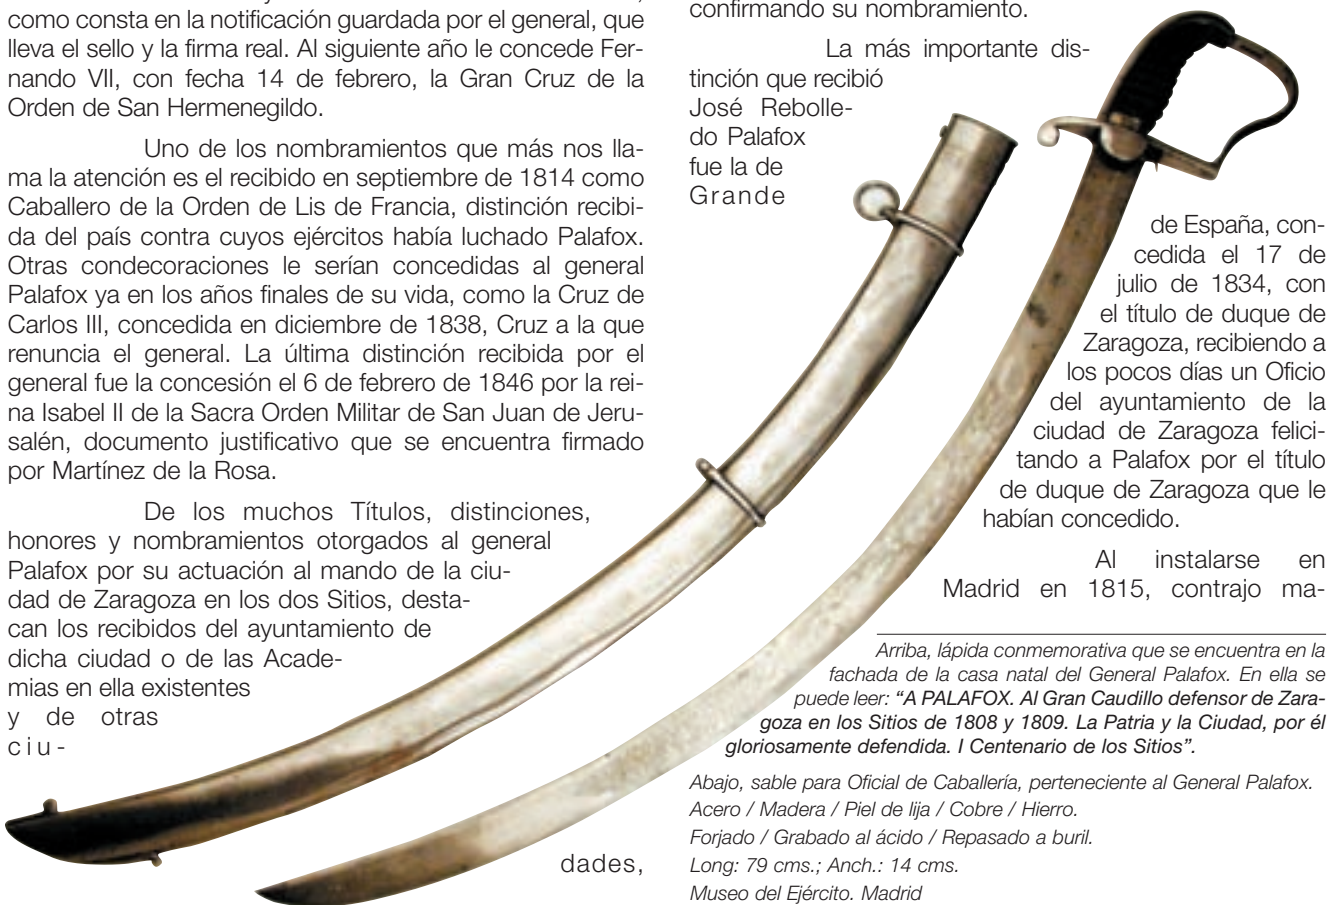 como consta en la notificación guardada por el general, que
lleva el sello y la firma real. Al siguiente año le concede Fer-
nando VII, con fecha 14 de febrero, la Gran Cruz de la
Orden de San Hermenegildo.
Uno de los nombramientos que más nos lla-
ma la atención es el recibido en septiembre de 1814 como
Caballero de la Orden de Lis de Francia, distinción recibi-
da del país contra cuyos ejércitos había luchado Palafox.
Otras condecoraciones le serían concedidas al general
Palafox ya en los años finales de su vida, como la Cruz de
Carlos III, concedida en diciembre de 1838, Cruz a la que
renuncia el general. La última distinción recibida por el
general fue la concesión el 6 de febrero de 1846 por la rei-
na Isabel II de la Sacra Orden Militar de San Juan de Jeru-
salén, documento justificativo que se encuentra firmado
por Martínez de la Rosa.
De los muchos Títulos, distinciones,
honores y nombramientos otorgados al general
Palafox por su actuación al mando de la ciu-
dad de Zaragoza en los dos Sitios, desta-
can los recibidos del ayuntamiento de
dicha ciudad o de las Acade-
mias en ella existentes
y de otras
ciu-
dades,
confirmando su nombramiento.
La más importante dis-
tinción que recibió
José Rebolle-
do Palafox
fue la de
Grande
de España, con-
cedida el 17 de
julio de 1834, con
el título de duque de
Zaragoza, recibiendo a
los pocos días un Oficio
del ayuntamiento de la
ciudad de Zaragoza felici-
tando a Palafox por el título
de duque de Zaragoza que le
habían concedido.
Al instalarse en
Madrid en 1815, contrajo ma-
Arriba, lápida conmemorativa que se encuentra en la
fachada de la casa natal del General Palafox. En ella se
puede leer: “A PALAFOX. Al Gran Caudillo defensor de Zara-
goza en los Sitios de 1808 y 1809. La Patria y la Ciudad, por él
gloriosamente defendida. I Centenario de los Sitios”.
Abajo, sable para Oficial de Caballería, perteneciente al General Palafox.
Acero / Madera / Piel de lija / Cobre / Hierro.
Forjado / Grabado al ácido / Repasado a buril.
Long: 79 cms.; Anch.: 14 cms.
Museo del Ejército. Madrid